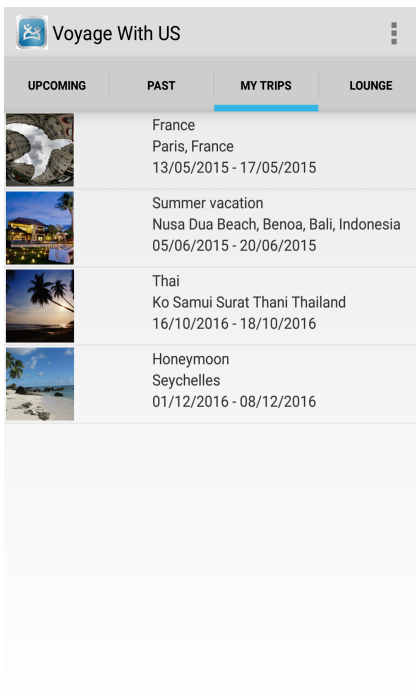 Voyage With US
UPCOMING
PAST
MY TRIPS
LOUNGE
France
Paris, France
13/05/2015 - 17/05/2015
Summer vacation
Nusa Dua Beach, Benoa, Bali, Indonesia
05/06/2015 - 20/06/2015
Thai
Ko Samui Surat Thani Thailand
16/10/2016 - 18/10/2016
Honeymoon
Seychelles
01/12/2016 - 08/12/2016